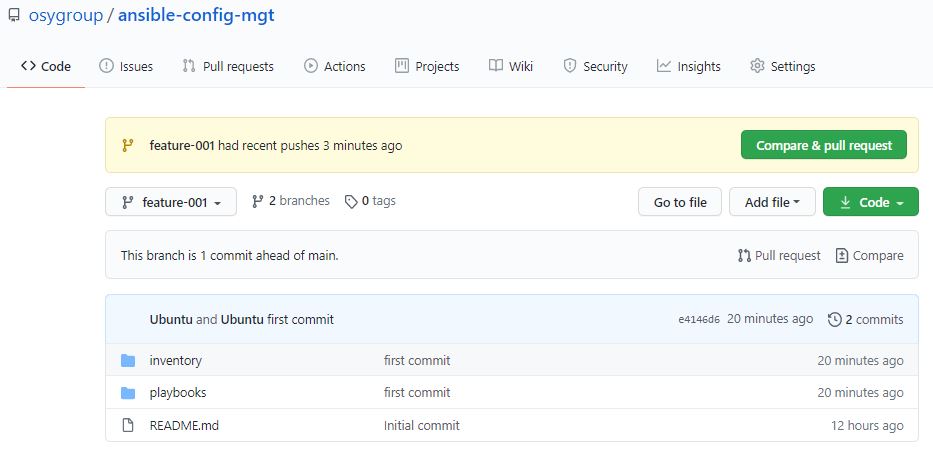 osygroup / ansible-config-mgt
Code Issues Pull requests Actions Projects Wiki Security Insights Settings
feature-001 had recent pushes 3 minutes ago Compare & pull request
feature-001 2 branches 0 tags Go to file Add file Code
This branch is 1 commit ahead of main. Pull request Compare
Ubuntu and Ubuntu first commit e4146d6 20 minutes ago 2 commits
inventory first commit 20 minutes ago
playbooks first commit 20 minutes ago
README.md Initial commit 12 hours ago